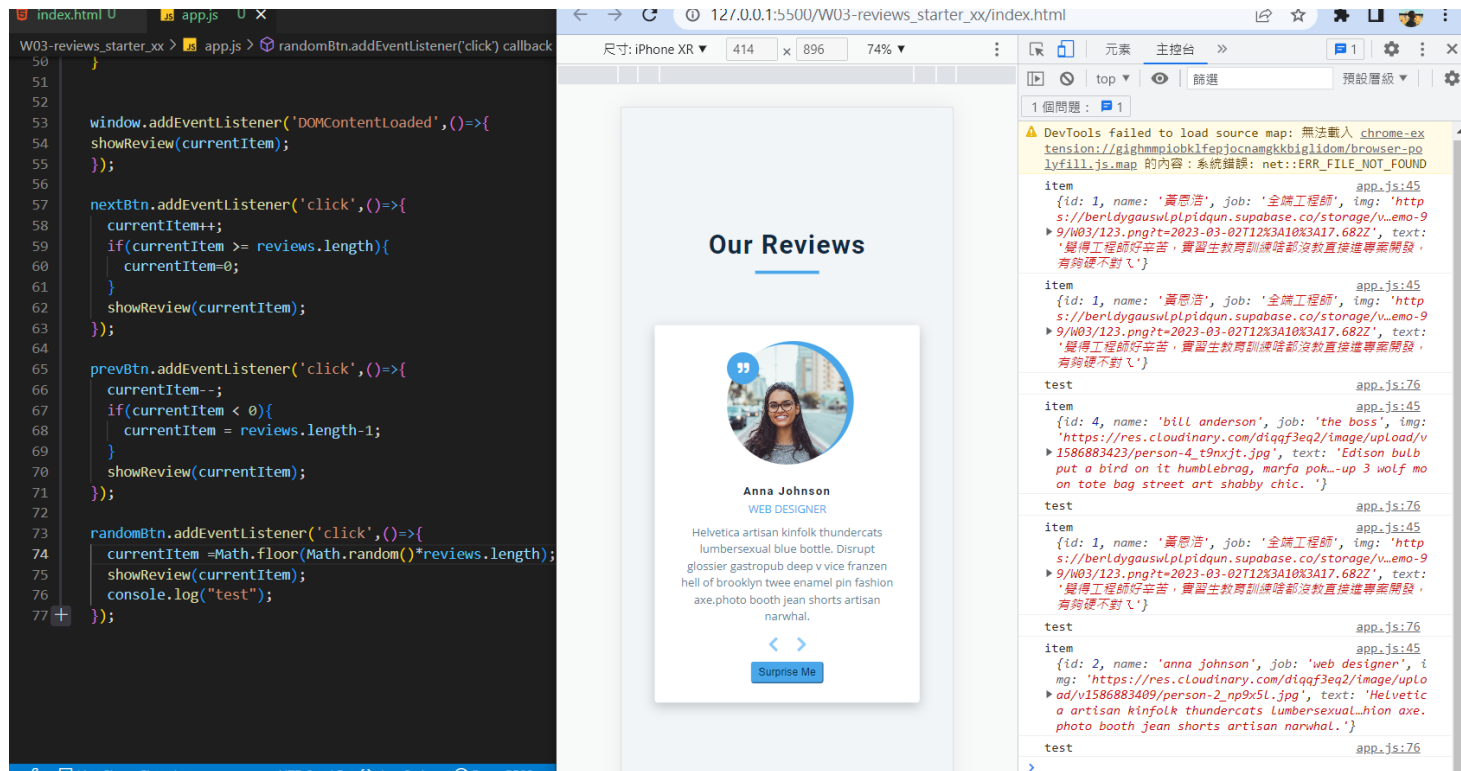 index.html U
JS app.js U ×
W03-reviews_starter_xx > JS app.js > randomBtn.addEventListener('click') callback
50 }
51
52
53 window.addEventListener('DOMContentLoaded',()=>{
54 showReview(currentItem);
55 });
56
57 nextBtn.addEventListener('click',()=>{
58 currentItem++;
59 if(currentItem >= reviews.length){
60 currentItem=0;
61 }
62 showReview(currentItem);
63 });
64
65 prevBtn.addEventListener('click',()=>{
66 currentItem--;
67 if(currentItem < 0){
68 currentItem = reviews.length-1;
69 }
70 showReview(currentItem);
71 });
72
73 randomBtn.addEventListener('click',()=>{
74 currentItem =Math.floor(Math.random()*reviews.length);
75 showReview(currentItem);
76 console.log("test");
77 });
127.0.0.1:5500/W03-reviews_starter_xx/index.html
尺寸: iPhone XR ▼ 414 × 896 74% ▼
Our Reviews
Anna Johnson
WEB DESIGNER
Helvetica artisan kinfolk thundercats
lumbersexual blue bottle. Disrupt
glossier gastropub deep v vice franzen
hell of brooklyn twee enamel pin fashion
axe.photo booth jean shorts artisan
narwhal.
Surprise Me
元素 主控台 » 1
top ▼ 篩選 預設層級 ▼
1 個問題： 1
DevTools failed to load source map: 無法載入 chrome-ex
tension://gighmmpiobklfepjocnamgkkbiglidom/browser-po
lyfill.js.map 的內容：系統錯誤: net::ERR_FILE_NOT_FOUND
item app.js:45
{id: 1, name: '黃恩浩', job: '全端工程師', img: 'http
s://berldygauswlplpidqun.supabase.co/storage/v…emo-9
9/W03/123.png?t=2023-03-02T12%3A10%3A17.682Z', text:
'覺得工程師好辛苦，實習生教育訓練啥都沒教直接進專案開發，
有夠硬不對ㄟ'}
item app.js:45
{id: 1, name: '黃恩浩', job: '全端工程師', img: 'http
s://berldygauswlplpidqun.supabase.co/storage/v…emo-9
9/W03/123.png?t=2023-03-02T12%3A10%3A17.682Z', text:
'覺得工程師好辛苦，實習生教育訓練啥都沒教直接進專案開發，
有夠硬不對ㄟ'}
test app.js:76
item app.js:45
{id: 4, name: 'bill anderson', job: 'the boss', img:
'https://res.cloudinary.com/diqqf3eq2/image/upload/v
1586883423/person-4_t9nxjt.jpg', text: 'Edison bulb
put a bird on it humblebrag, marfa pok…-up 3 wolf mo
on tote bag street art shabby chic. '}
test app.js:76
item app.js:45
{id: 1, name: '黃恩浩', job: '全端工程師', img: 'http
s://berldygauswlplpidqun.supabase.co/storage/v…emo-9
9/W03/123.png?t=2023-03-02T12%3A10%3A17.682Z', text:
'覺得工程師好辛苦，實習生教育訓練啥都沒教直接進專案開發，
有夠硬不對ㄟ'}
test app.js:76
item app.js:45
{id: 2, name: 'anna johnson', job: 'web designer', i
mg: 'https://res.cloudinary.com/diqqf3eq2/image/uplo
ad/v1586883409/person-2_np9x5l.jpg', text: 'Helvetic
a artisan kinfolk thundercats lumbersexual…hion axe.
photo booth jean shorts artisan narwhal.'}
test app.js:76